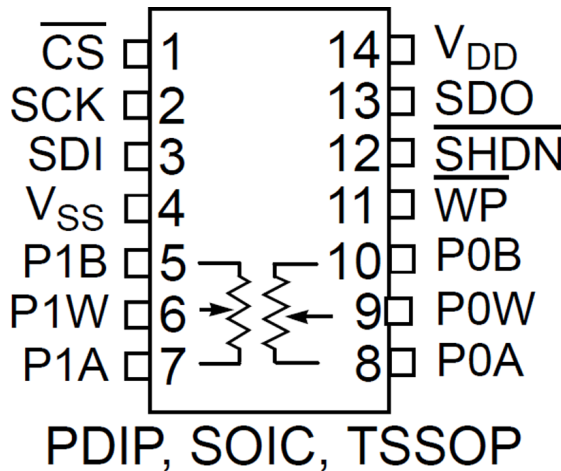 CS 1 14 VDD
SCK 2 13 SDO
SDI 3 12 SHDN
VSS 4 11 WP
P1B 5 10 P0B
P1W 6 9 P0W
P1A 7 8 P0A
PDIP, SOIC, TSSOP